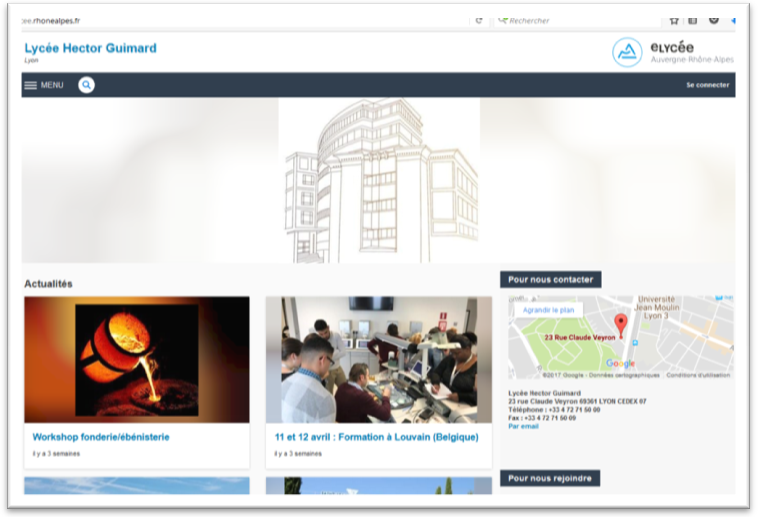 ee.rhonealpes.fr
Rechercher
Lycée Hector Guimard
Lyon
eLYcée
Auvergne-Rhône-Alpes
MENU
Se connecter
Actualités
Workshop fonderie/ébénisterie
il y a 3 semaines
11 et 12 avril : Formation à Louvain (Belgique)
il y a 3 semaines
Pour nous contacter
Agrandir le plan
Université
Jean Moulin
Lyon 3
23 Rue Claude Veyron
Google
©2017 Google - Données cartographiques
Conditions d'utilisation
Lycée Hector Guimard
23 rue Claude Veyron 69361 LYON CEDEX 07
Téléphone : +33 4 72 71 50 00
Fax : +33 4 72 71 50 09
Par email
Pour nous rejoindre